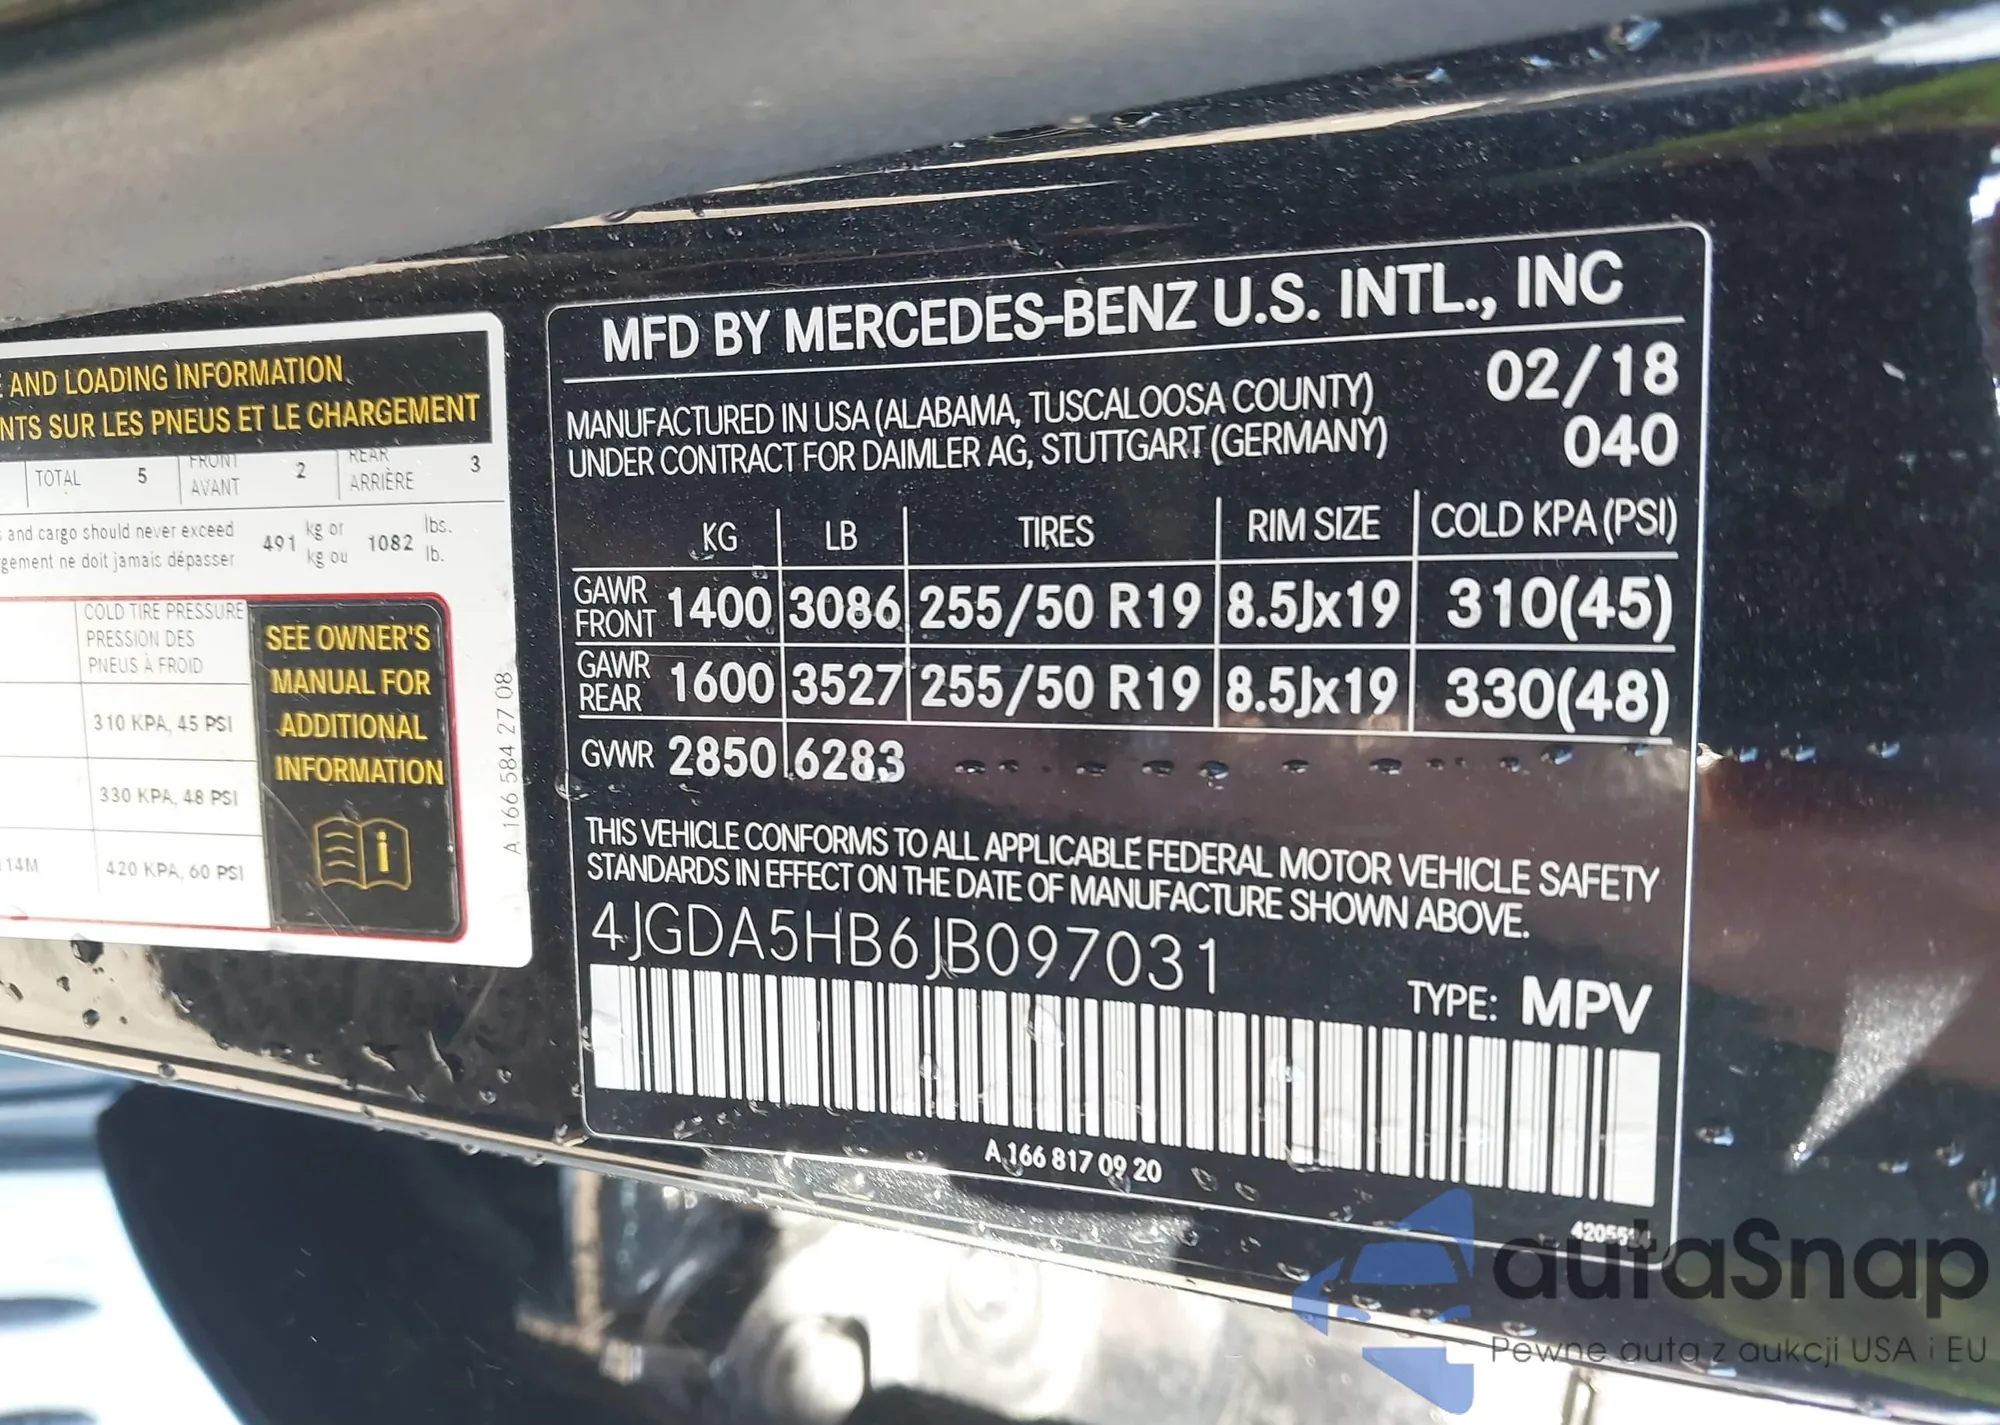 AND LOADING INFORMATION
NTS SUR LES PNEUS ET LE CHARGEMENT
TOTAL 5 FRONT AVANT 2 REAR ARRIÈRE 3
and cargo should never exceed 491 kg or 1082 lbs.
gement ne doit jamais dépasser kg ou lb.
COLD TIRE PRESSURE
PRESSION DES
PNEUS À FROID
310 KPA, 45 PSI
330 KPA, 48 PSI
14M 420 KPA, 60 PSI
SEE OWNER'S
MANUAL FOR
ADDITIONAL
INFORMATION
i
A 166 584 27 08
MFD BY MERCEDES-BENZ U.S. INTL., INC
02/18
MANUFACTURED IN USA (ALABAMA, TUSCALOOSA COUNTY)
UNDER CONTRACT FOR DAIMLER AG, STUTTGART (GERMANY) 040
KG LB TIRES RIM SIZE COLD KPA (PSI)
GAWR FRONT 1400 3086 255/50 R19 8.5Jx19 310(45)
GAWR REAR 1600 3527 255/50 R19 8.5Jx19 330(48)
GVWR 2850 6283
THIS VEHICLE CONFORMS TO ALL APPLICABLE FEDERAL MOTOR VEHICLE SAFETY
STANDARDS IN EFFECT ON THE DATE OF MANUFACTURE SHOWN ABOVE.
4JGDA5HB6JB097031
TYPE: MPV
A 166 817 09 20
autaSnap
Pewne auta z aukcji USA i EU